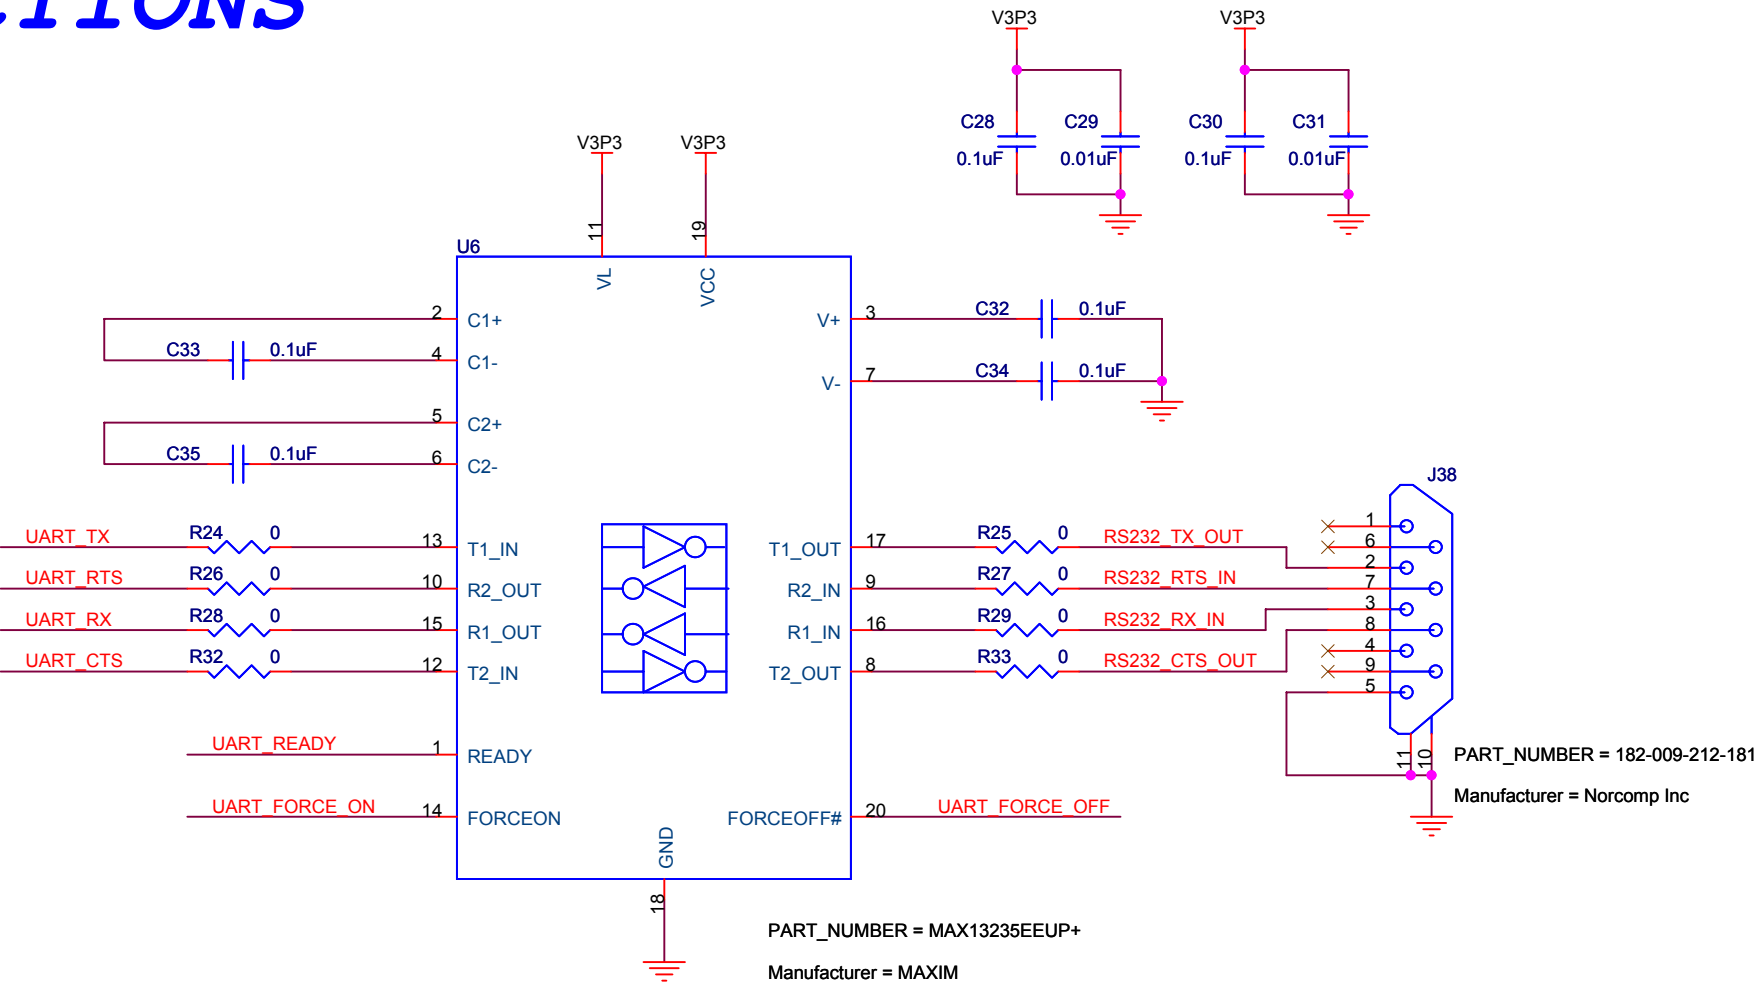 V3P3 V3P3
C28 C29 C30 C31
0.1uF 0.01uF 0.1uF 0.01uF
V3P3 V3P3
11 19
U6
VL VCC
2 C1+ V+ 3 C32 0.1uF
C33 0.1uF 4 C1-
V- 7 C34 0.1uF
5 C2+
C35 0.1uF 6 C2-
J38
1
UART_TX R24 0 13 T1_IN T1_OUT 17 R25 0 RS232_TX_OUT 6
2
UART_RTS R26 0 10 R2_OUT R2_IN 9 R27 0 RS232_RTS_IN 7
3
UART_RX R28 0 15 R1_OUT R1_IN 16 R29 0 RS232_RX_IN 8
4
UART_CTS R32 0 12 T2_IN T2_OUT 8 R33 0 RS232_CTS_OUT 9
5
UART_READY 1 READY
11 10 PART_NUMBER = 182-009-212-181
Manufacturer = Norcomp Inc
UART_FORCE_ON 14 FORCEON FORCEOFF# 20 UART_FORCE_OFF
GND
18
PART_NUMBER = MAX13235EEUP+
Manufacturer = MAXIM